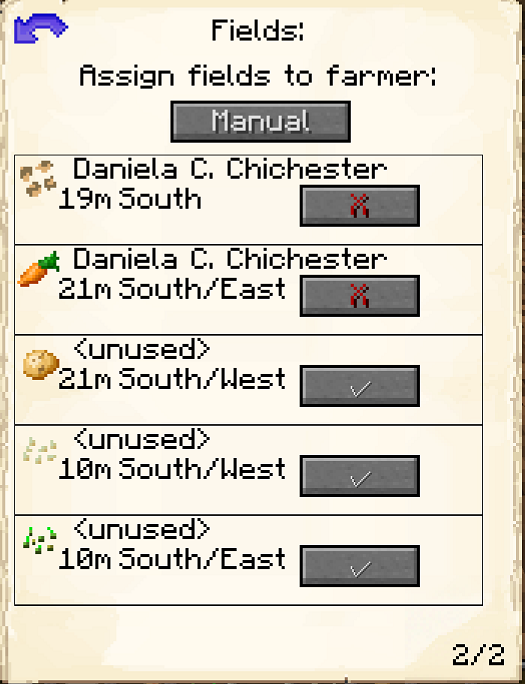 Fields:
Assign fields to farmer:
Manual
Daniela C. Chichester
19m South
X
Daniela C. Chichester
21m South/East
X
<unused>
21m South/West
✓
<unused>
10m South/West
✓
<unused>
10m South/East
✓
2/2